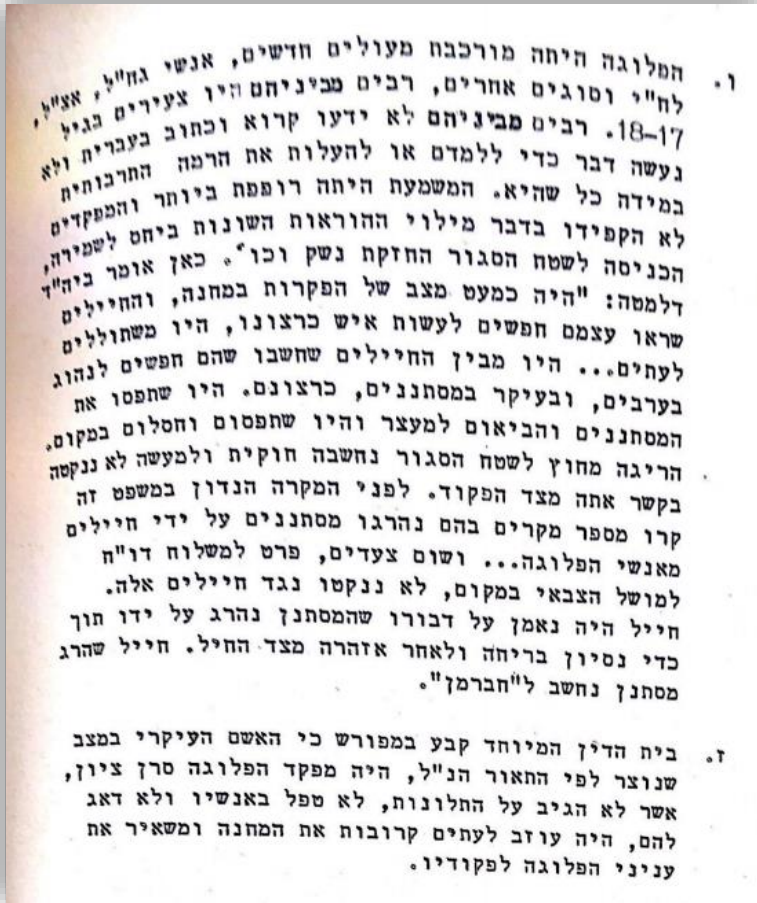 ו. הפלוגה היתה מורכבת מעולים חדשים, אנשי גח"ל, אצ"ל,
לח"י וסוגים אחרים, רבים מביניהם היו צעירים בגיל
17-18. רבים מביניהם לא ידעו קרוא וכתוב בעברית ולא
נעשה דבר כדי ללמדם או להעלות את הרמה התרבותית
במידה כל שהיא. המשמעת היתה רופפת ביותר והמפקדים
לא הקפידו בדבר מילוי ההוראות השונות ביחס לשמירה,
הכניסה לשטח הסגור החזקת נשק וכו'. כאן אומר ביה"ד
דלמטה: "היה כמעט מצב של הפקרות במחנה, והחיילים
שראו עצמם חפשים לעשות איש כרצונו, היו משתוללים
לעתים... היו מבין החיילים שחשבו שהם חפשים לנהוג
בערבים, ובעיקר במסתננים, כרצונם. היו שתפסו את
המסתננים והביאום למעצר והיו שתפסום וחסלום במקום.
הריגה מחוץ לשטח הסגור נחשבה חוקית ולמעשה לא ננקטה
בקשר אתה מצד הפקוד. לפני המקרה הנדון במשפט זה
קרו מספר מקרים בהם נהרגו מסתננים על ידי חיילים
מאנשי הפלוגה... ושום צעדים, פרט למשלוח דו"ח
למושל הצבאי במקום, לא ננקטו נגד חיילים אלה.
חייל היה נאמן על דבורו שהמסתנן נהרג על ידו תוך
כדי נסיון בריחה ולאחר אזהרה מצד החיל. חייל שהרג
מסתנן נחשב ל"חברמן".
ז. בית הדין המיוחד קבע במפורש כי האשם העיקרי במצב
שנוצר לפי התאור הנ"ל, היה מפקד הפלוגה סרן ציון,
אשר לא הגיב על התלונות, לא טפל באנשיו ולא דאג
להם, היה עוזב לעתים קרובות את המחנה ומשאיר את
עניני הפלוגה לפקודיו.